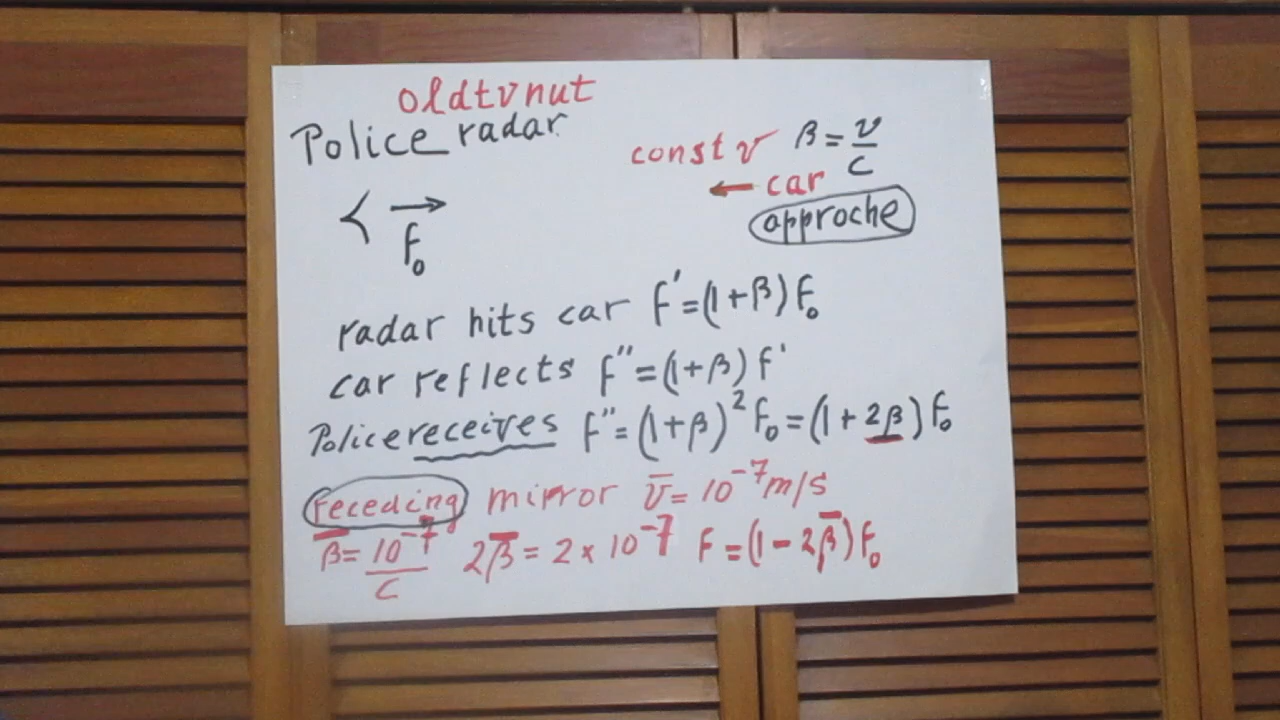 oldtvnut
Police radar
const v β = v/c
← car
approche
< →
F₀
radar hits car F' = (1+β) F₀
car reflects F'' = (1+β) F'
Police receives F'' = (1+β)² F₀ = (1 + 2β) F₀
receding mirror v̅ = 10⁻⁷ m/s
β̅ = 10⁻⁷/c 2β̅ = 2 × 10⁻⁷ F = (1 - 2β̅) F₀